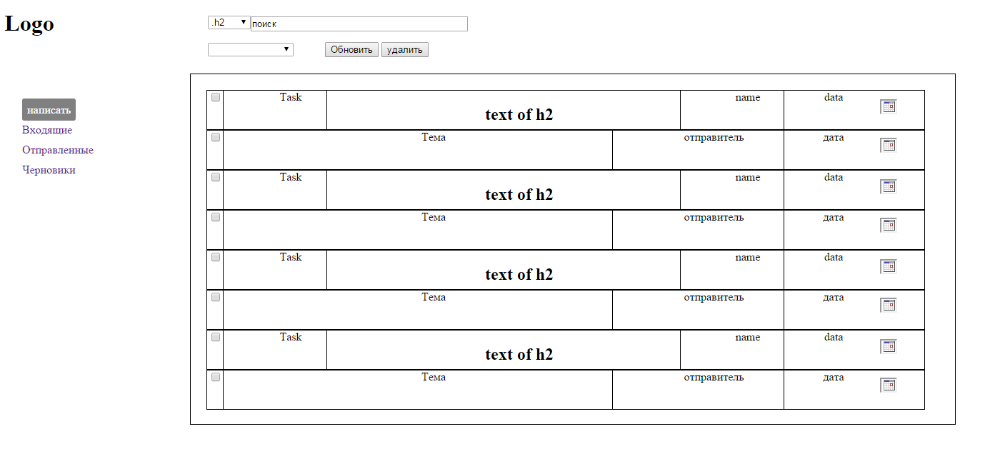 Logo
.h2 поиск
Обновить удалить
написать
Входящие
Отправленные
Черновики
Task text of h2 name data
Тема отправитель дата
Task text of h2 name data
Тема отправитель дата
Task text of h2 name data
Тема отправитель дата
Task text of h2 name data
Тема отправитель дата